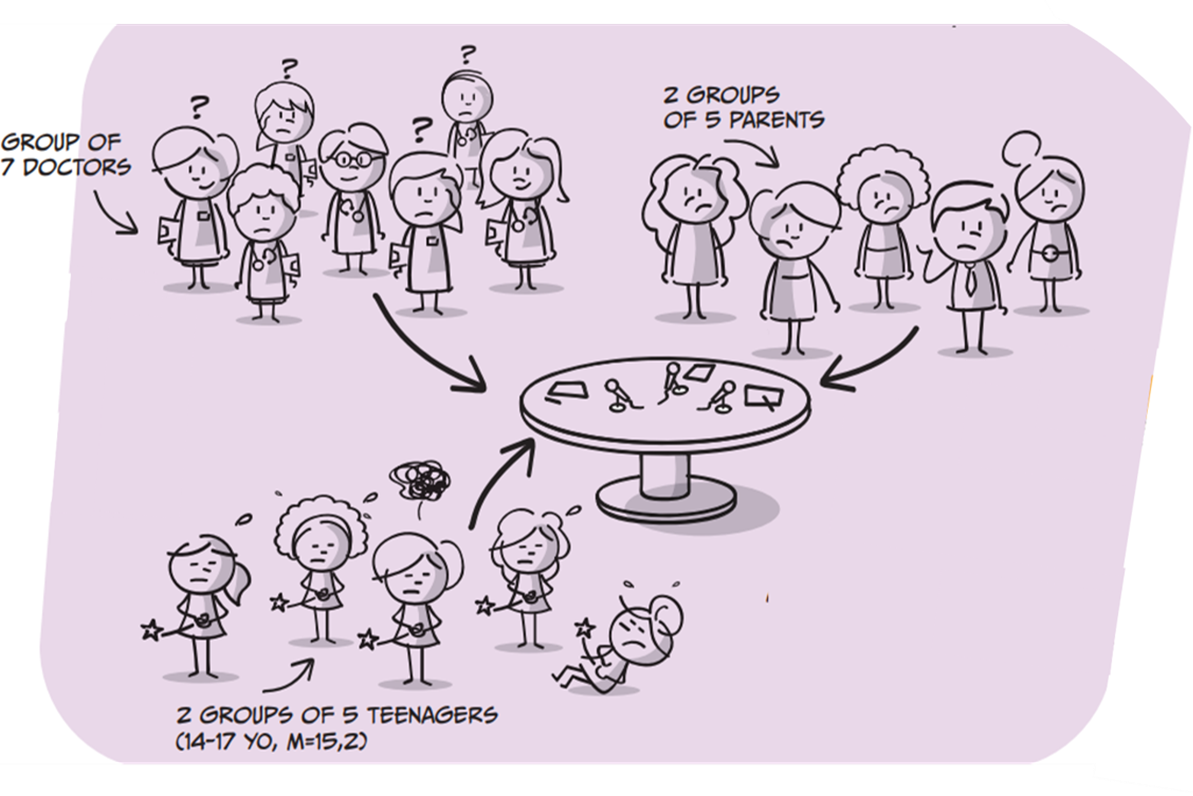 ?
?
?
?
GROUP OF
7 DOCTORS
2 GROUPS
OF 5 PARENTS
2 GROUPS OF 5 TEENAGERS
(14-17 YO, M=15,2)